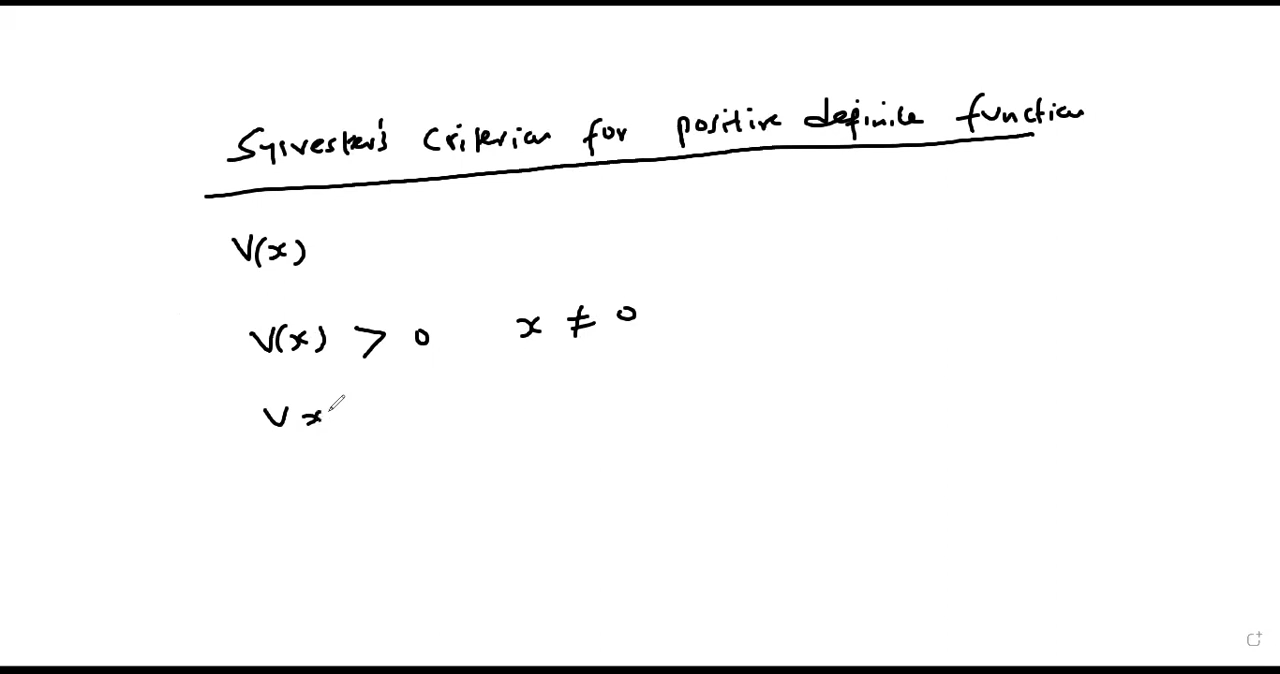 Sylvester's Criterion for positive definite function
V(x)
V(x) > 0 x ≠ 0
V x